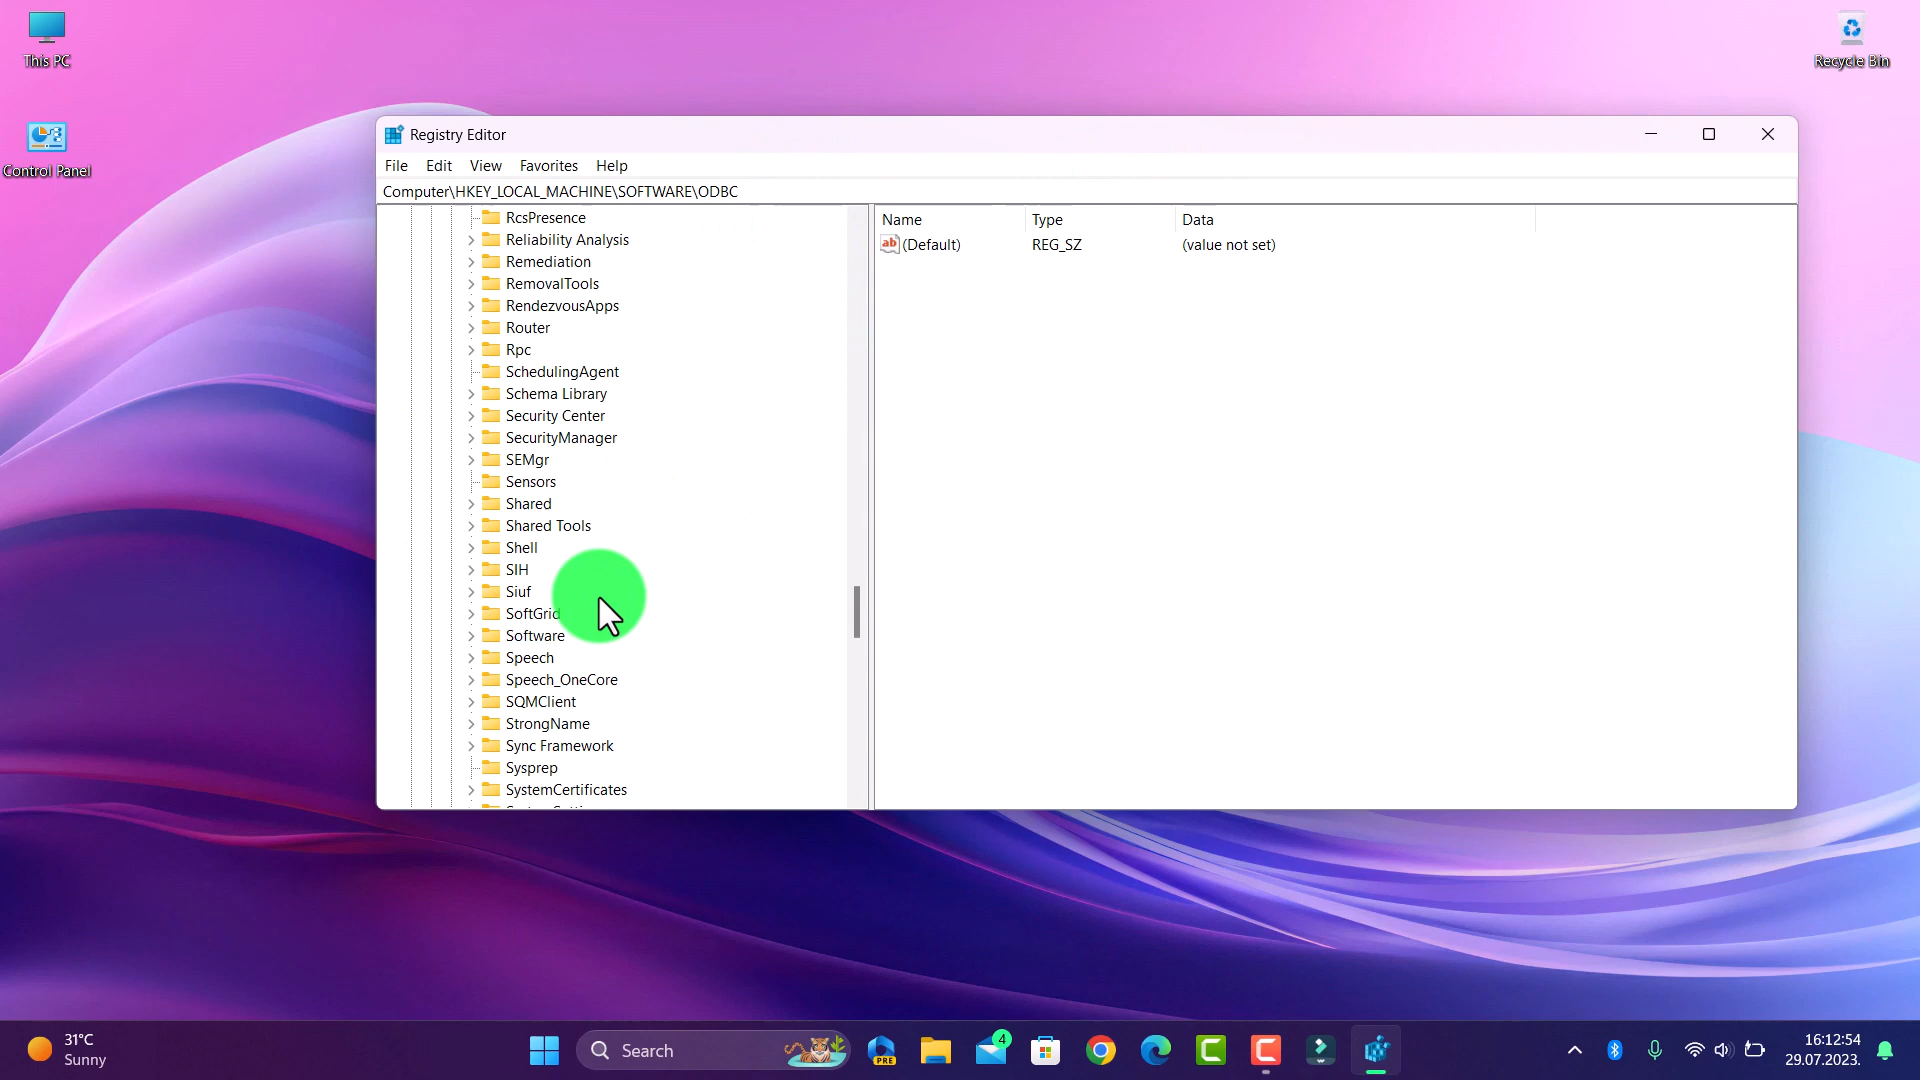 This PC
Control Panel
Recycle Bin
Registry Editor
File Edit View Favorites Help
Computer\HKEY_LOCAL_MACHINE\SOFTWARE\ODBC
RcsPresence
Reliability Analysis
Remediation
RemovalTools
RendezvousApps
Router
Rpc
SchedulingAgent
Schema Library
Security Center
SecurityManager
SEMgr
Sensors
Shared
Shared Tools
Shell
SIH
Siuf
SoftGrid
Software
Speech
Speech_OneCore
SQMClient
StrongName
Sync Framework
Sysprep
SystemCertificates
Name Type Data
ab (Default) REG_SZ (value not set)
31°C
Sunny
Search
PRE
4
16:12:54
29.07.2023.